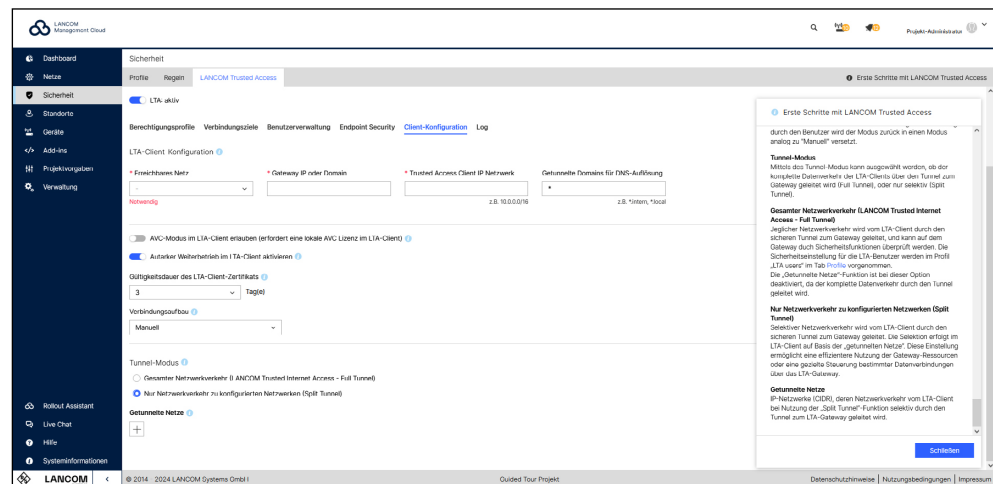 LANCOM
Management Cloud
Projekt-Administrator
Dashboard
Netze
Sicherheit
Standorte
Geräte
Add-ins
Projektvorgaben
Verwaltung
Rollout Assistant
Live Chat
Hilfe
Systeminformationen
LANCOM
Sicherheit
Profile Regeln LANCOM Trusted Access
Erste Schritte mit LANCOM Trusted Access
LTA- aktiv
Berechtigungsprofile Verbindungsziele Benutzerverwaltung Endpoint Security Client-Konfiguration Log
LTA-Client Konfiguration
* Erreichbares Netz * Gateway IP oder Domain * Trusted Access Client IP Netzwerk Getunnelte Domains für DNS-Auflösung
- *
Notwendig z.B. 10.0.0.0/16 z.B. *.intern, *.local
AVC-Modus im LTA-Client erlauben (erfordert eine lokale AVC Lizenz im LTA-Client)
Autarker Weiterbetrieb im LTA-Client aktivieren
Gültigkeitsdauer des LTA-Client-Zertifikats
3 Tag(e)
Verbindungsaufbau
Manuell
Tunnel-Modus
Gesamter Netzwerkverkehr (LANCOM Trusted Internet Access - Full Tunnel)
Nur Netzwerkverkehr zu konfigurierten Netzwerken (Split Tunnel)
Getunnelte Netze
+
Erste Schritte mit LANCOM Trusted Access
durch den Benutzer wird der Modus zurück in einen Modus
analog zu "Manuell" versetzt.
Tunnel-Modus
Mittels des Tunnel-Modus kann ausgewählt werden, ob der
komplette Datenverkehr der LTA-Clients über den Tunnel zum
Gateway geleitet wird (Full Tunnel), oder nur selektiv (Split
Tunnel).
Gesamter Netzwerkverkehr (LANCOM Trusted Internet
Access - Full Tunnel)
Jeglicher Netzwerkverkehr wird vom LTA-Client durch den
sicheren Tunnel zum Gateway geleitet, und kann auf dem
Gateway duch Sicherheitsfunktionen überprüft werden. Die
Sicherheitseinstellung für die LTA-Benutzer werden im Profil
„LTA users" im Tab Profile vorgenommen.
Die „Getunnelte Netze"-Funktion ist bei dieser Option
deaktiviert, da der komplette Datenverkehr durch den Tunnel
geleitet wird.
Nur Netzwerkverkehr zu konfigurierten Netzwerken (Split
Tunnel)
Selektiver Netzwerkverkehr wird vom LTA-Client durch den
sicheren Tunnel zum Gateway geleitet. Die Selektion erfolgt im
LTA-Client auf Basis der „getunnelten Netze". Diese Einstellung
ermöglicht eine effizientere Nutzung der Gateway-Ressourcen
oder eine gezielte Steuerung bestimmter Datenverbindungen
über das LTA-Gateway.
Getunnelte Netze
IP-Netzwerke (CIDR), deren Netzwerkverkehr vom LTA-Client
bei Nutzung der „Split Tunnel"-Funktion selektiv durch den
Tunnel zum LTA-Gateway geleitet wird.
Schließen
© 2014 - 2024 LANCOM Systems GmbH Guided Tour Projekt Datenschutzhinweise | Nutzungsbedingungen | Impressum